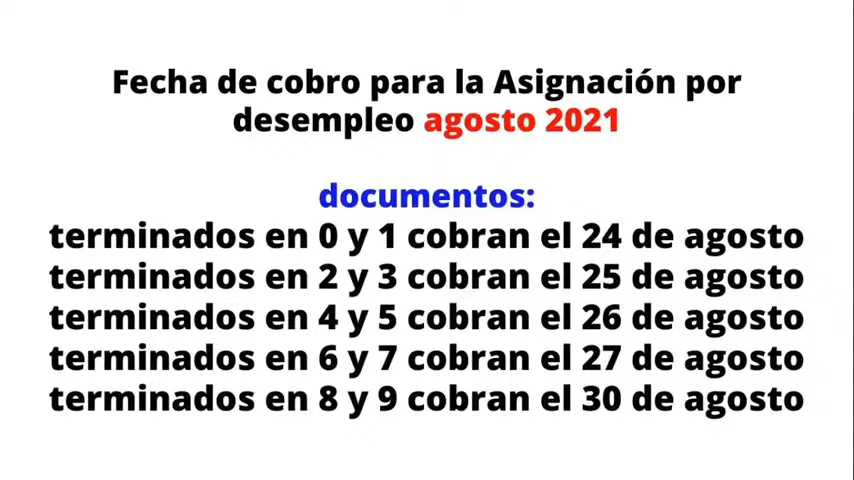 Fecha de cobro para la Asignación por
desempleo agosto 2021
documentos:
terminados en 0 y 1 cobran el 24 de agosto
terminados en 2 y 3 cobran el 25 de agosto
terminados en 4 y 5 cobran el 26 de agosto
terminados en 6 y 7 cobran el 27 de agosto
terminados en 8 y 9 cobran el 30 de agosto